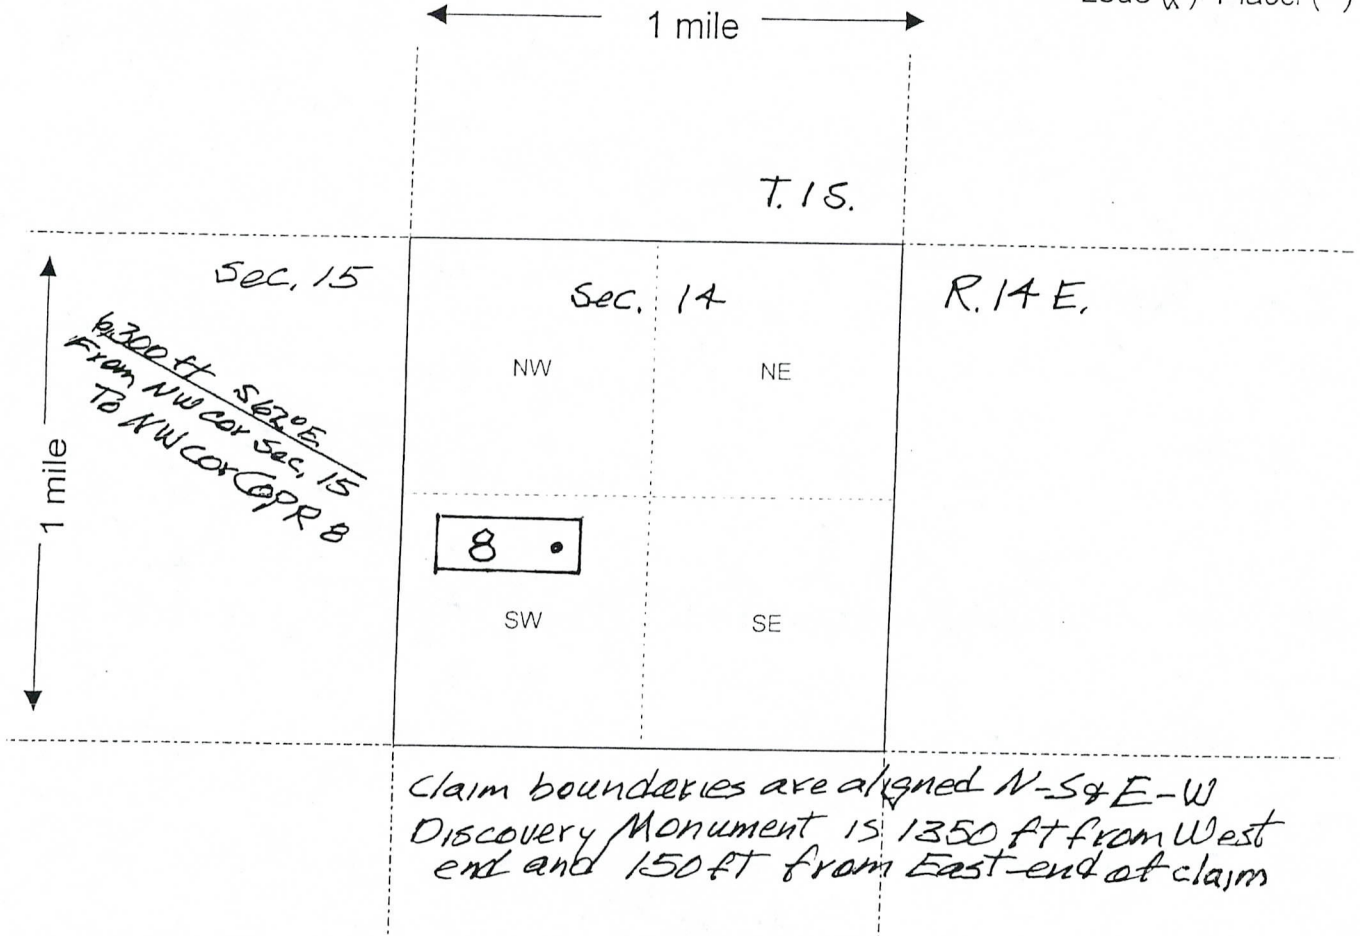 1 mile
T.1S.
Sec. 15
Sec. 14
R.14 E.
6,300 ft S62°E
From NW cor Sec, 15
To NW cor COPR 8
NW
NE
1 mile
8
SW
SE
Claim boundaries are aligned N-S & E-W
Discovery Monument is 1350 ft from West
end and 150 ft from East end of claim